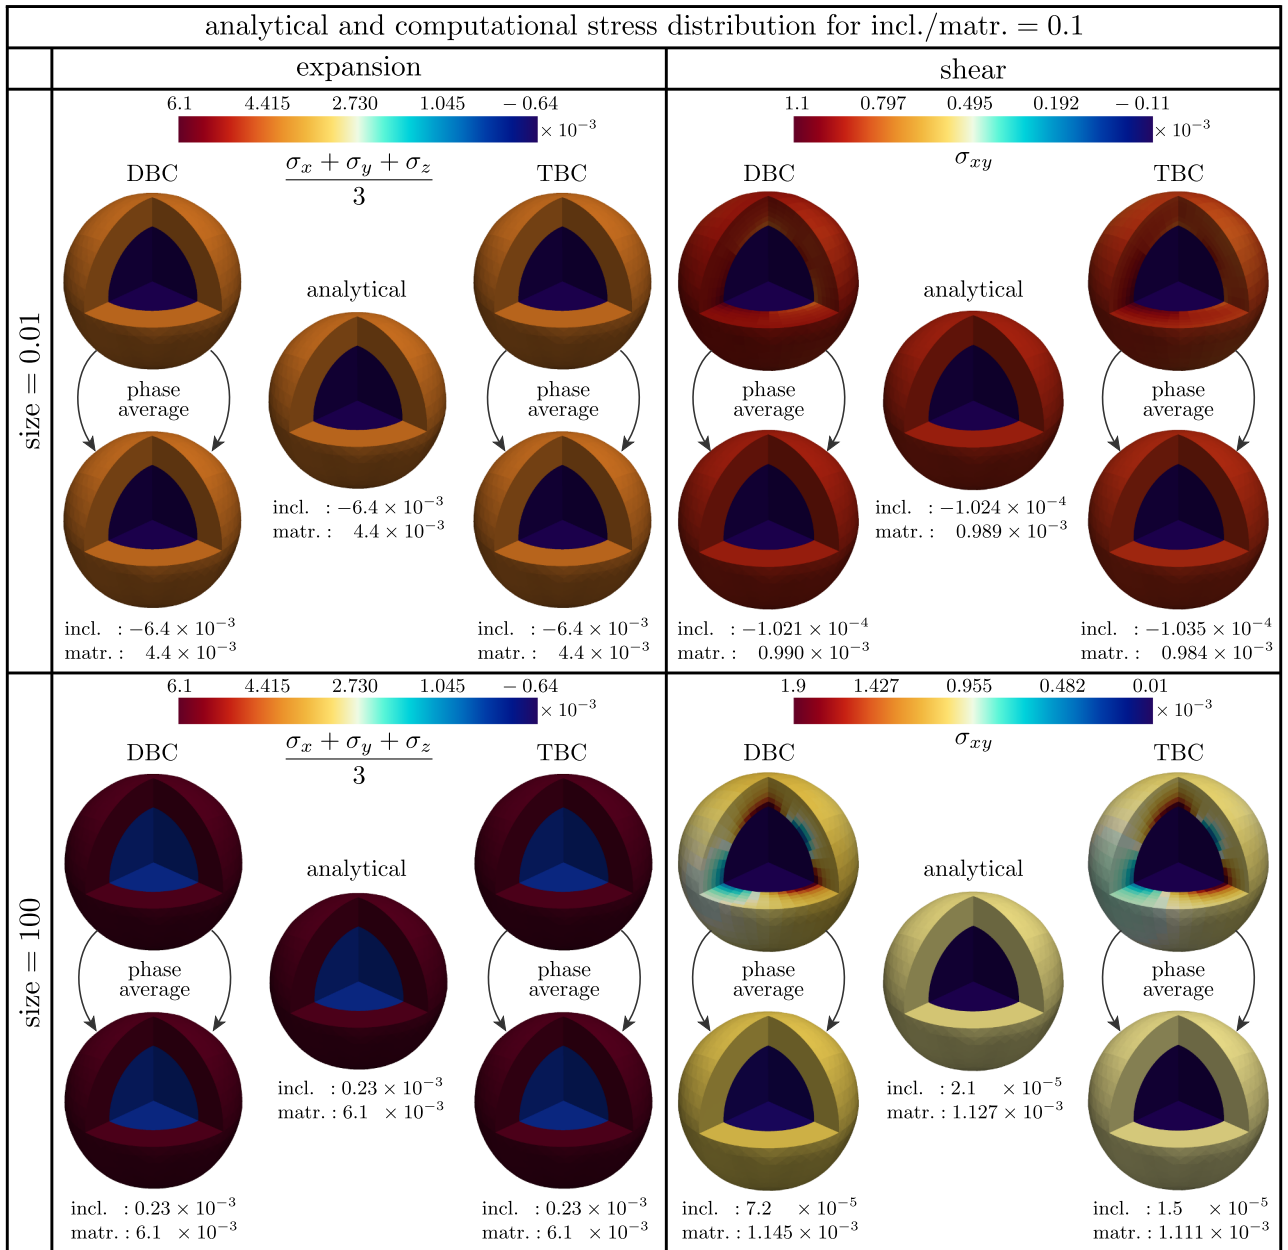 analytical and computational stress distribution for incl./matr. = 0.1
expansion
shear
size = 0.01
6.1 4.415 2.730 1.045 − 0.64
× 10−3
DBC
σx + σy + σz
3
TBC
analytical
phase
average
phase
average
incl. : −6.4 × 10−3
matr. : 4.4 × 10−3
incl. : −6.4 × 10−3
matr. : 4.4 × 10−3
incl. : −6.4 × 10−3
matr. : 4.4 × 10−3
1.1 0.797 0.495 0.192 − 0.11
× 10−3
DBC
σxy
TBC
analytical
phase
average
phase
average
incl. : −1.024 × 10−4
matr. : 0.989 × 10−3
incl. : −1.021 × 10−4
matr. : 0.990 × 10−3
incl. : −1.035 × 10−4
matr. : 0.984 × 10−3
size = 100
6.1 4.415 2.730 1.045 − 0.64
× 10−3
DBC
σx + σy + σz
3
TBC
analytical
phase
average
phase
average
incl. : 0.23 × 10−3
matr. : 6.1 × 10−3
incl. : 0.23 × 10−3
matr. : 6.1 × 10−3
incl. : 0.23 × 10−3
matr. : 6.1 × 10−3
1.9 1.427 0.955 0.482 0.01
× 10−3
DBC
σxy
TBC
analytical
phase
average
phase
average
incl. : 2.1 × 10−5
matr. : 1.127 × 10−3
incl. : 7.2 × 10−5
matr. : 1.145 × 10−3
incl. : 1.5 × 10−5
matr. : 1.111 × 10−3